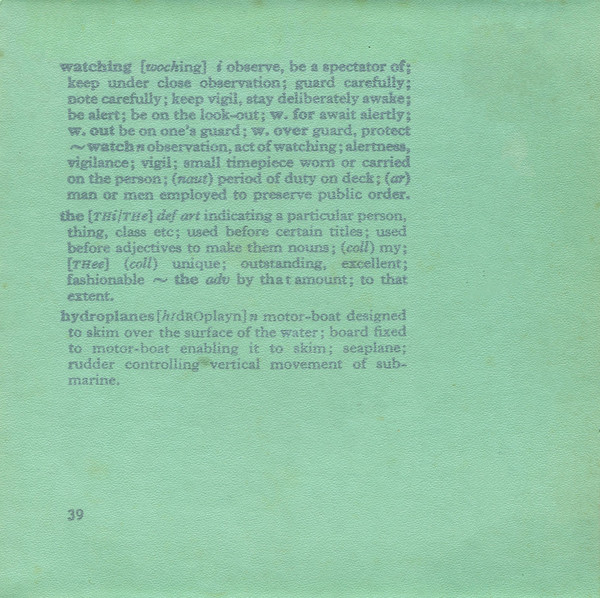 watching [woching] i observe, be a spectator of;
keep under close observation; guard carefully;
note carefully; keep vigil, stay deliberately awake;
be alert; be on the look-out; w. for await alertly;
w. out be on one's guard; w. over guard, protect
~watch n observation, act of watching; alertness,
vigilance; vigil; small timepiece worn or carried
on the person; (naut) period of duty on deck; (ar)
man or men employed to preserve public order.
the [THi/THe] def art indicating a particular person,
thing, class etc; used before certain titles; used
before adjectives to make them nouns; (coll) my;
[THee] (coll) unique; outstanding, excellent;
fashionable ~ the adv by that amount; to that
extent.
hydroplanes [hIdROplayn] n motor-boat designed
to skim over the surface of the water; board fixed
to motor-boat enabling it to skim; seaplane;
rudder controlling vertical movement of sub-
marine.
39